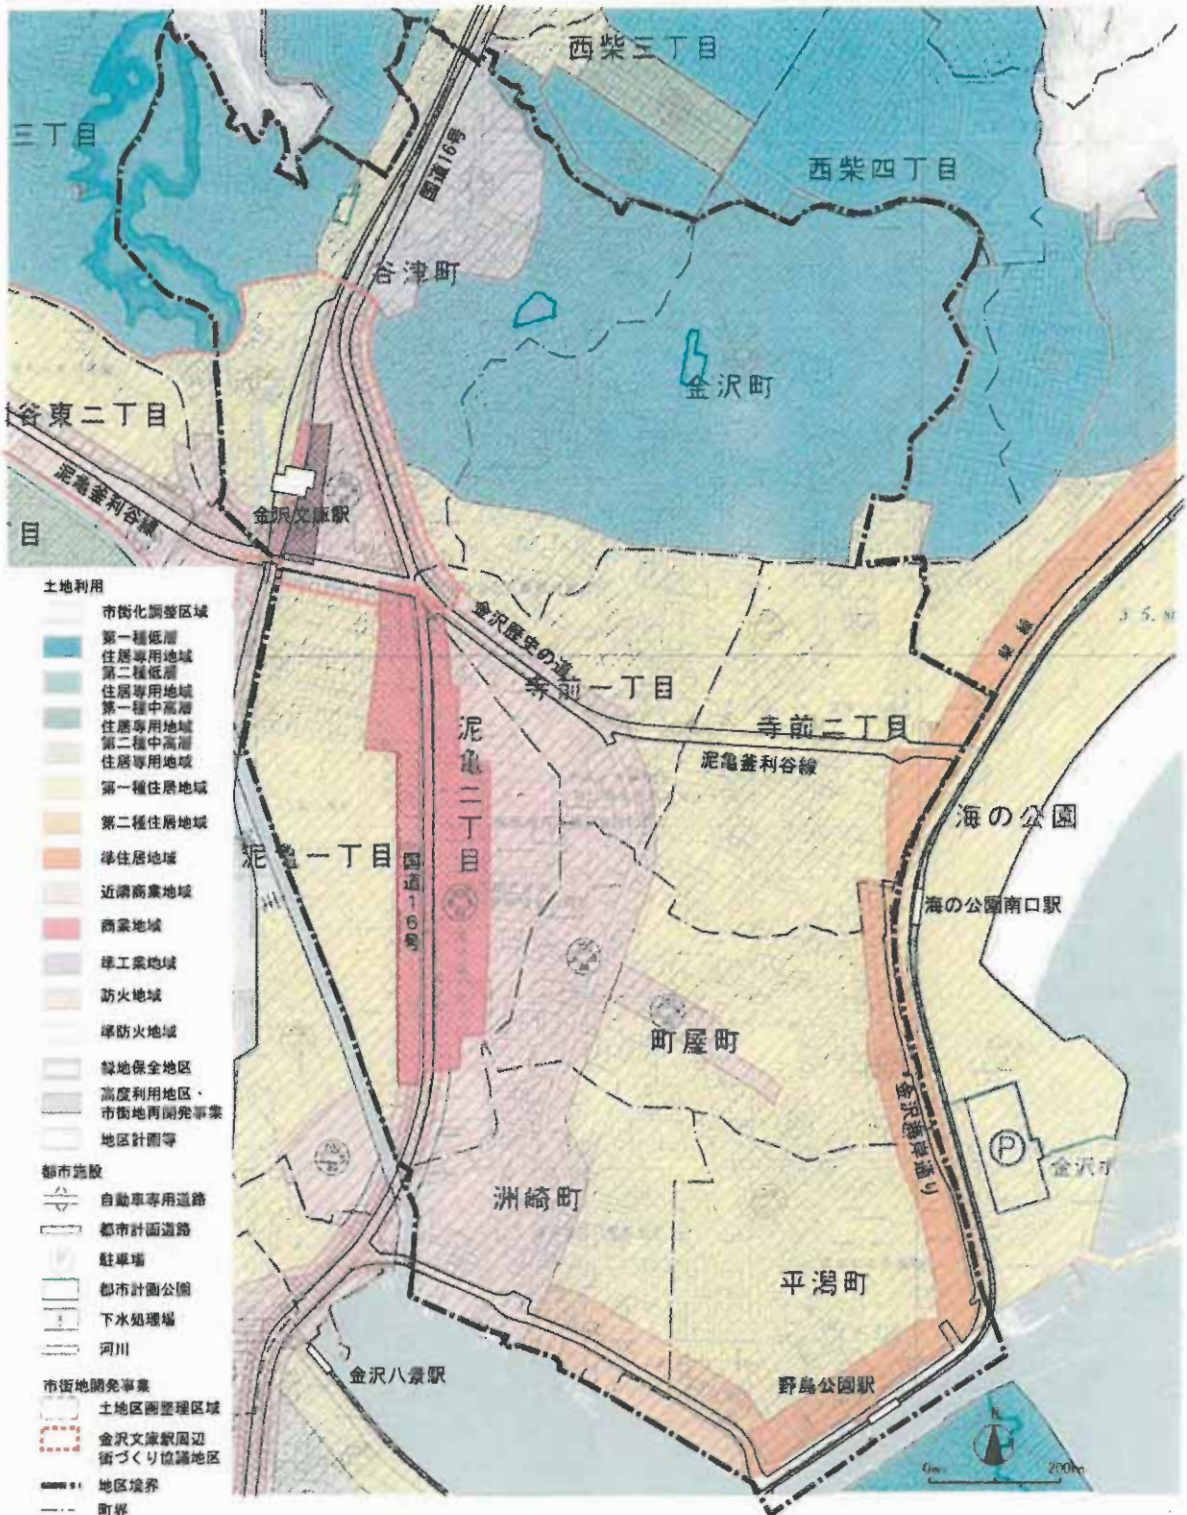 西柴三丁目
三丁目
国道16号
西柴四丁目
谷津町
金沢町
谷東二丁目
泥亀釜利谷線
金沢文庫駅
目
金沢歴史の道
柴線
寺前一丁目
寺前二丁目
泥亀釜利谷線
泥亀二丁目
海の公園
泥亀一丁目
国道16号
海の公園南口駅
町屋町
金沢海岸通り
P
洲崎町
平潟町
金沢八景駅
野島公園駅
N
0m
200m
土地利用
市街化調整区域
第一種低層
住居専用地域
第二種低層
住居専用地域
第一種中高層
住居専用地域
第二種中高層
住居専用地域
第一種住居地域
第二種住居地域
準住居地域
近隣商業地域
商業地域
準工業地域
防火地域
準防火地域
緑地保全地区
高度利用地区・
市街地再開発事業
地区計画等
都市施設
自動車専用道路
都市計画道路
P
駐車場
都市計画公園
下水処理場
河川
市街地開発事業
土地区画整理区域
金沢文庫駅周辺
街づくり協議地区
地区境界
町界